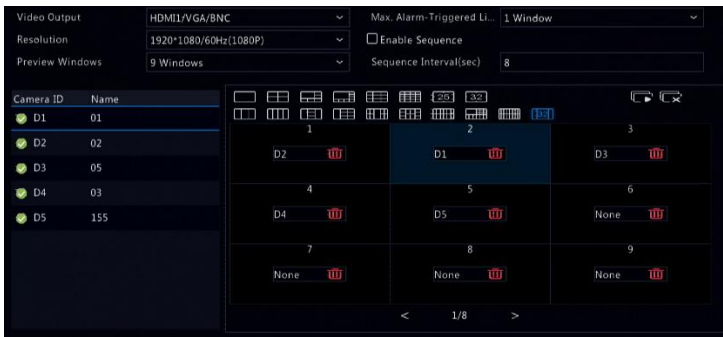 Video Output HDMI1/VGA/BNC Max. Alarm-Triggered Li... 1 Window
Resolution 1920*1080/60Hz(1080P) Enable Sequence
Preview Windows 9 Windows Sequence Interval(sec) 8
Camera ID Name
D1 01
D2 02
D3 05
D4 03
D5 155
25 32
1 2 3
D2 D1 D3
4 5 6
D4 D5 None
7 8 9
None None None
< 1/8 >